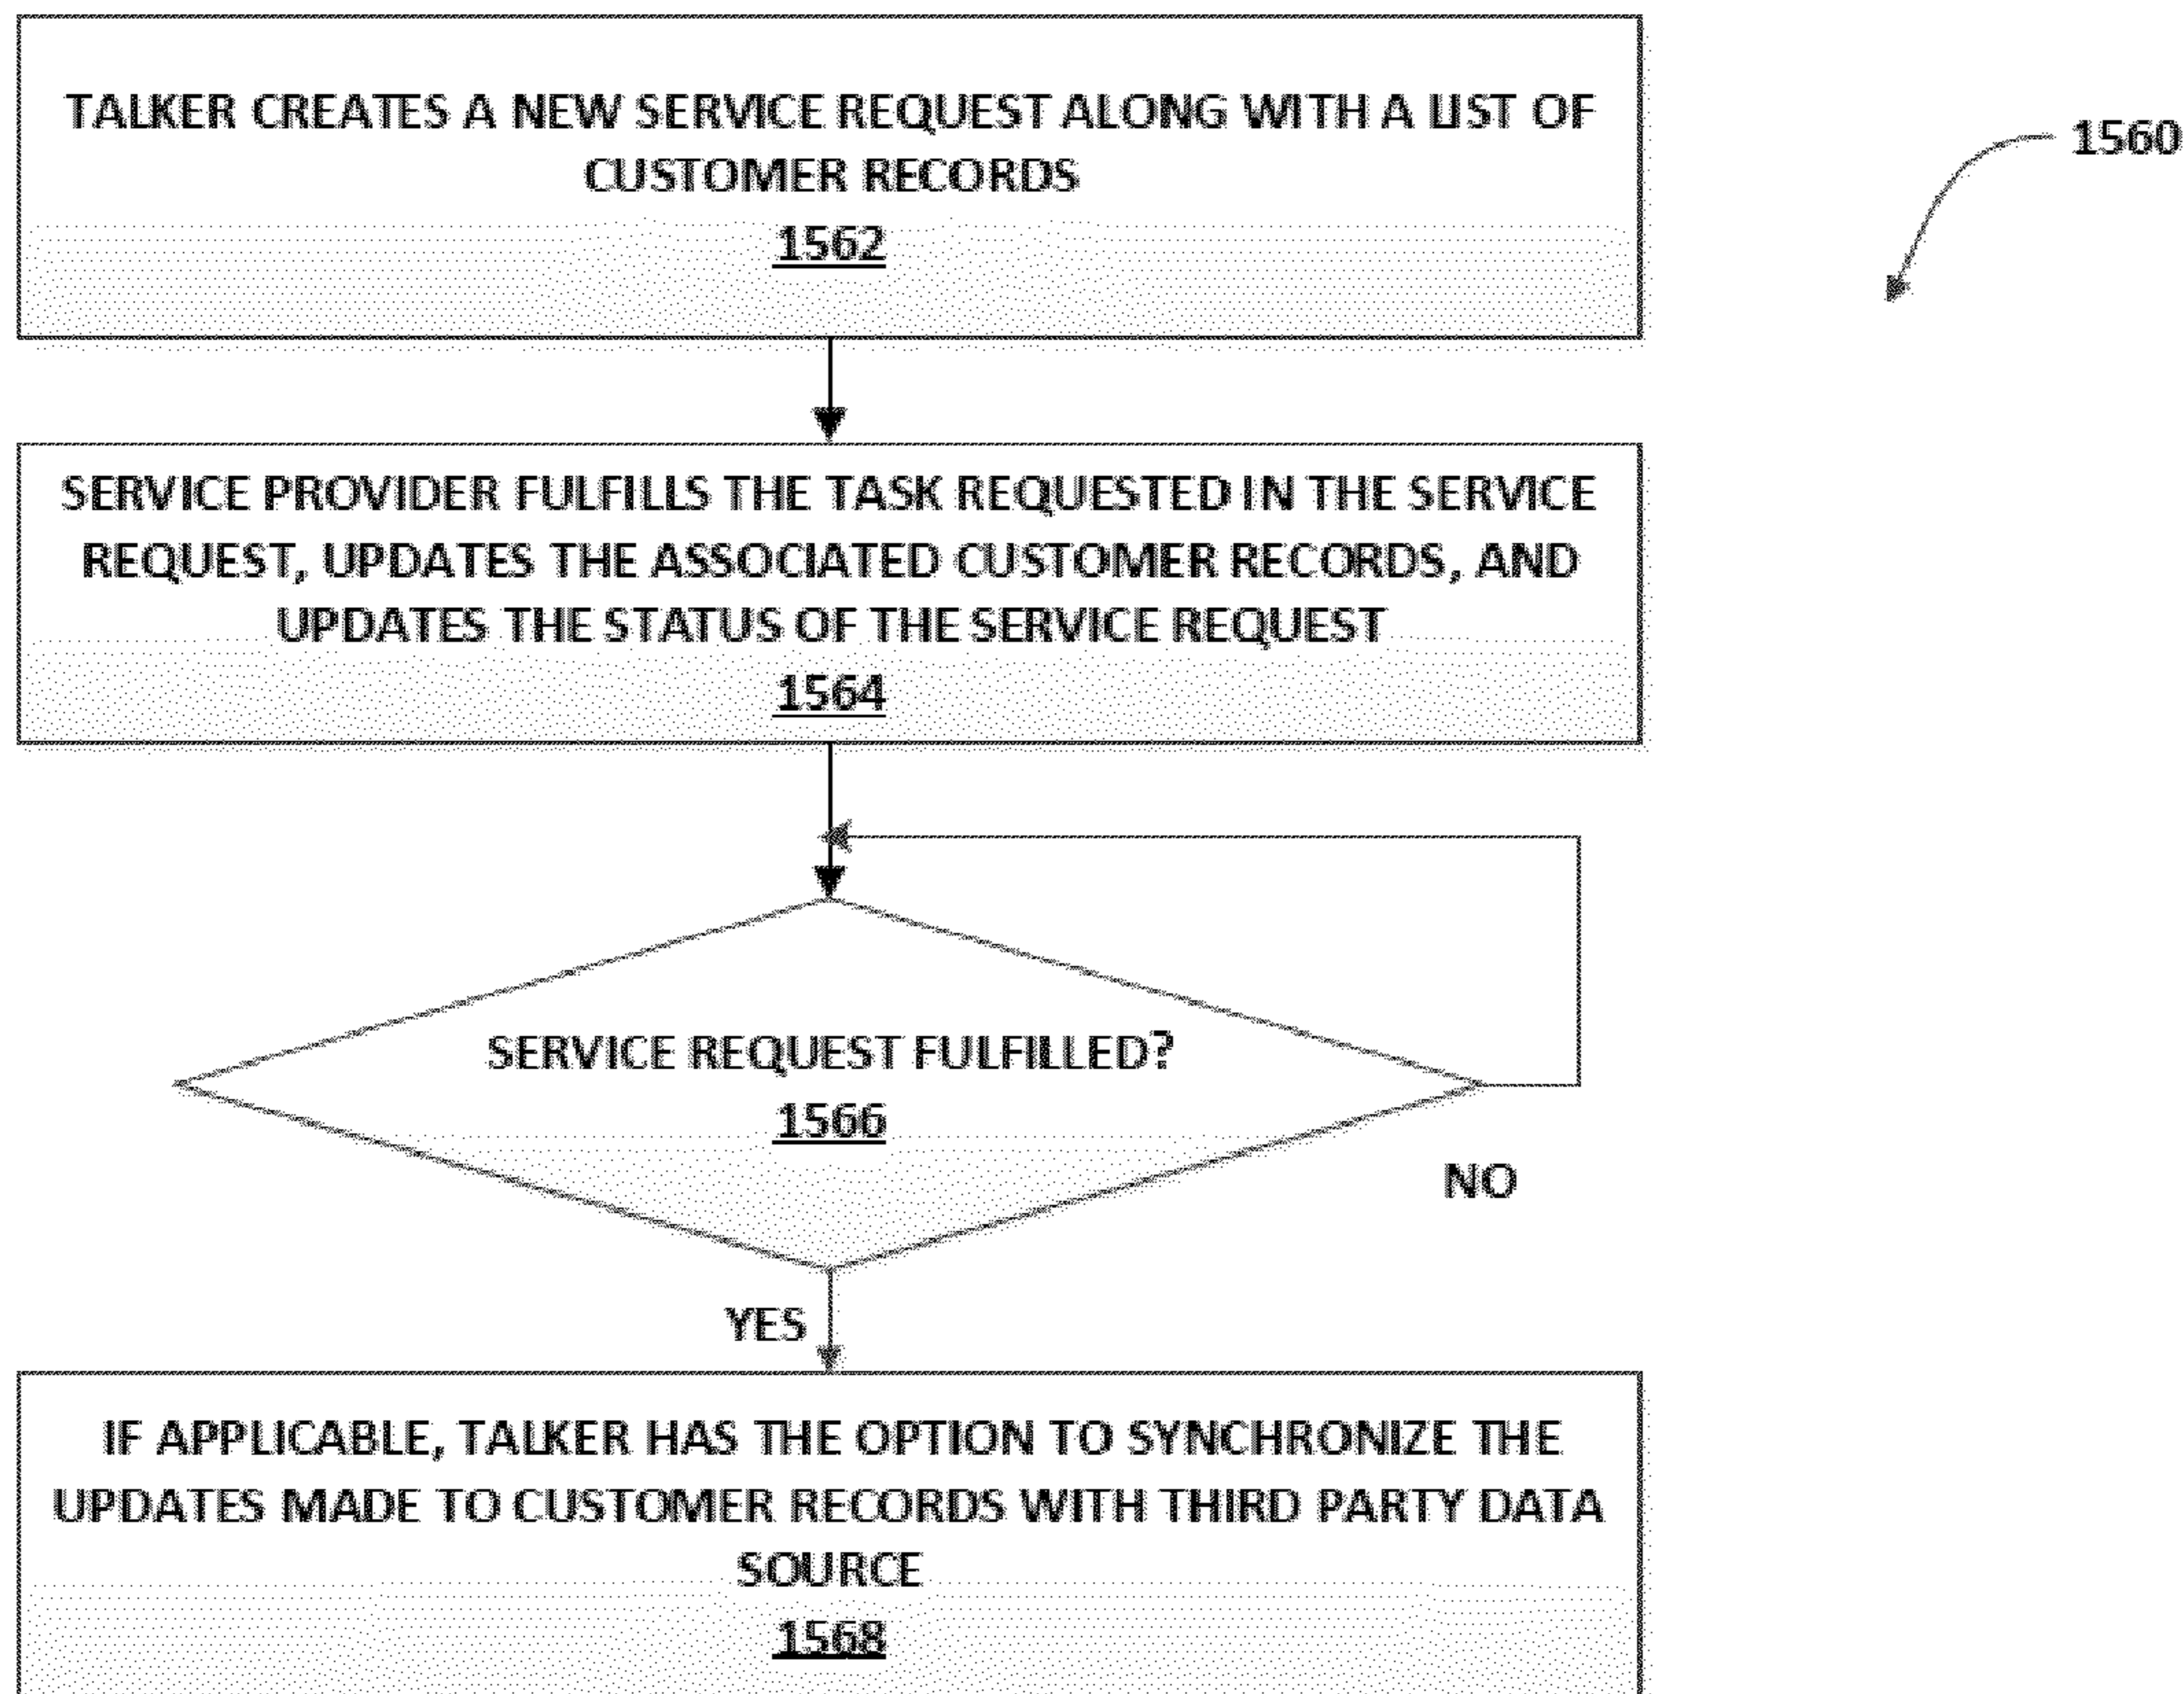 TALKER CREATES A NEW SERVICE REQUEST ALONG WITH A LIST OF
CUSTOMER RECORDS
1562
1560
SERVICE PROVIDER FULFILLS THE TASK REQUESTED IN THE SERVICE
REQUEST, UPDATES THE ASSOCIATED CUSTOMER RECORDS, AND
UPDATES THE STATUS OF THE SERVICE REQUEST
1564
SERVICE REQUEST FULFILLED?
1566
NO
YES
IF APPLICABLE, TALKER HAS THE OPTION TO SYNCHRONIZE THE
UPDATES MADE TO CUSTOMER RECORDS WITH THIRD PARTY DATA
SOURCE
1568